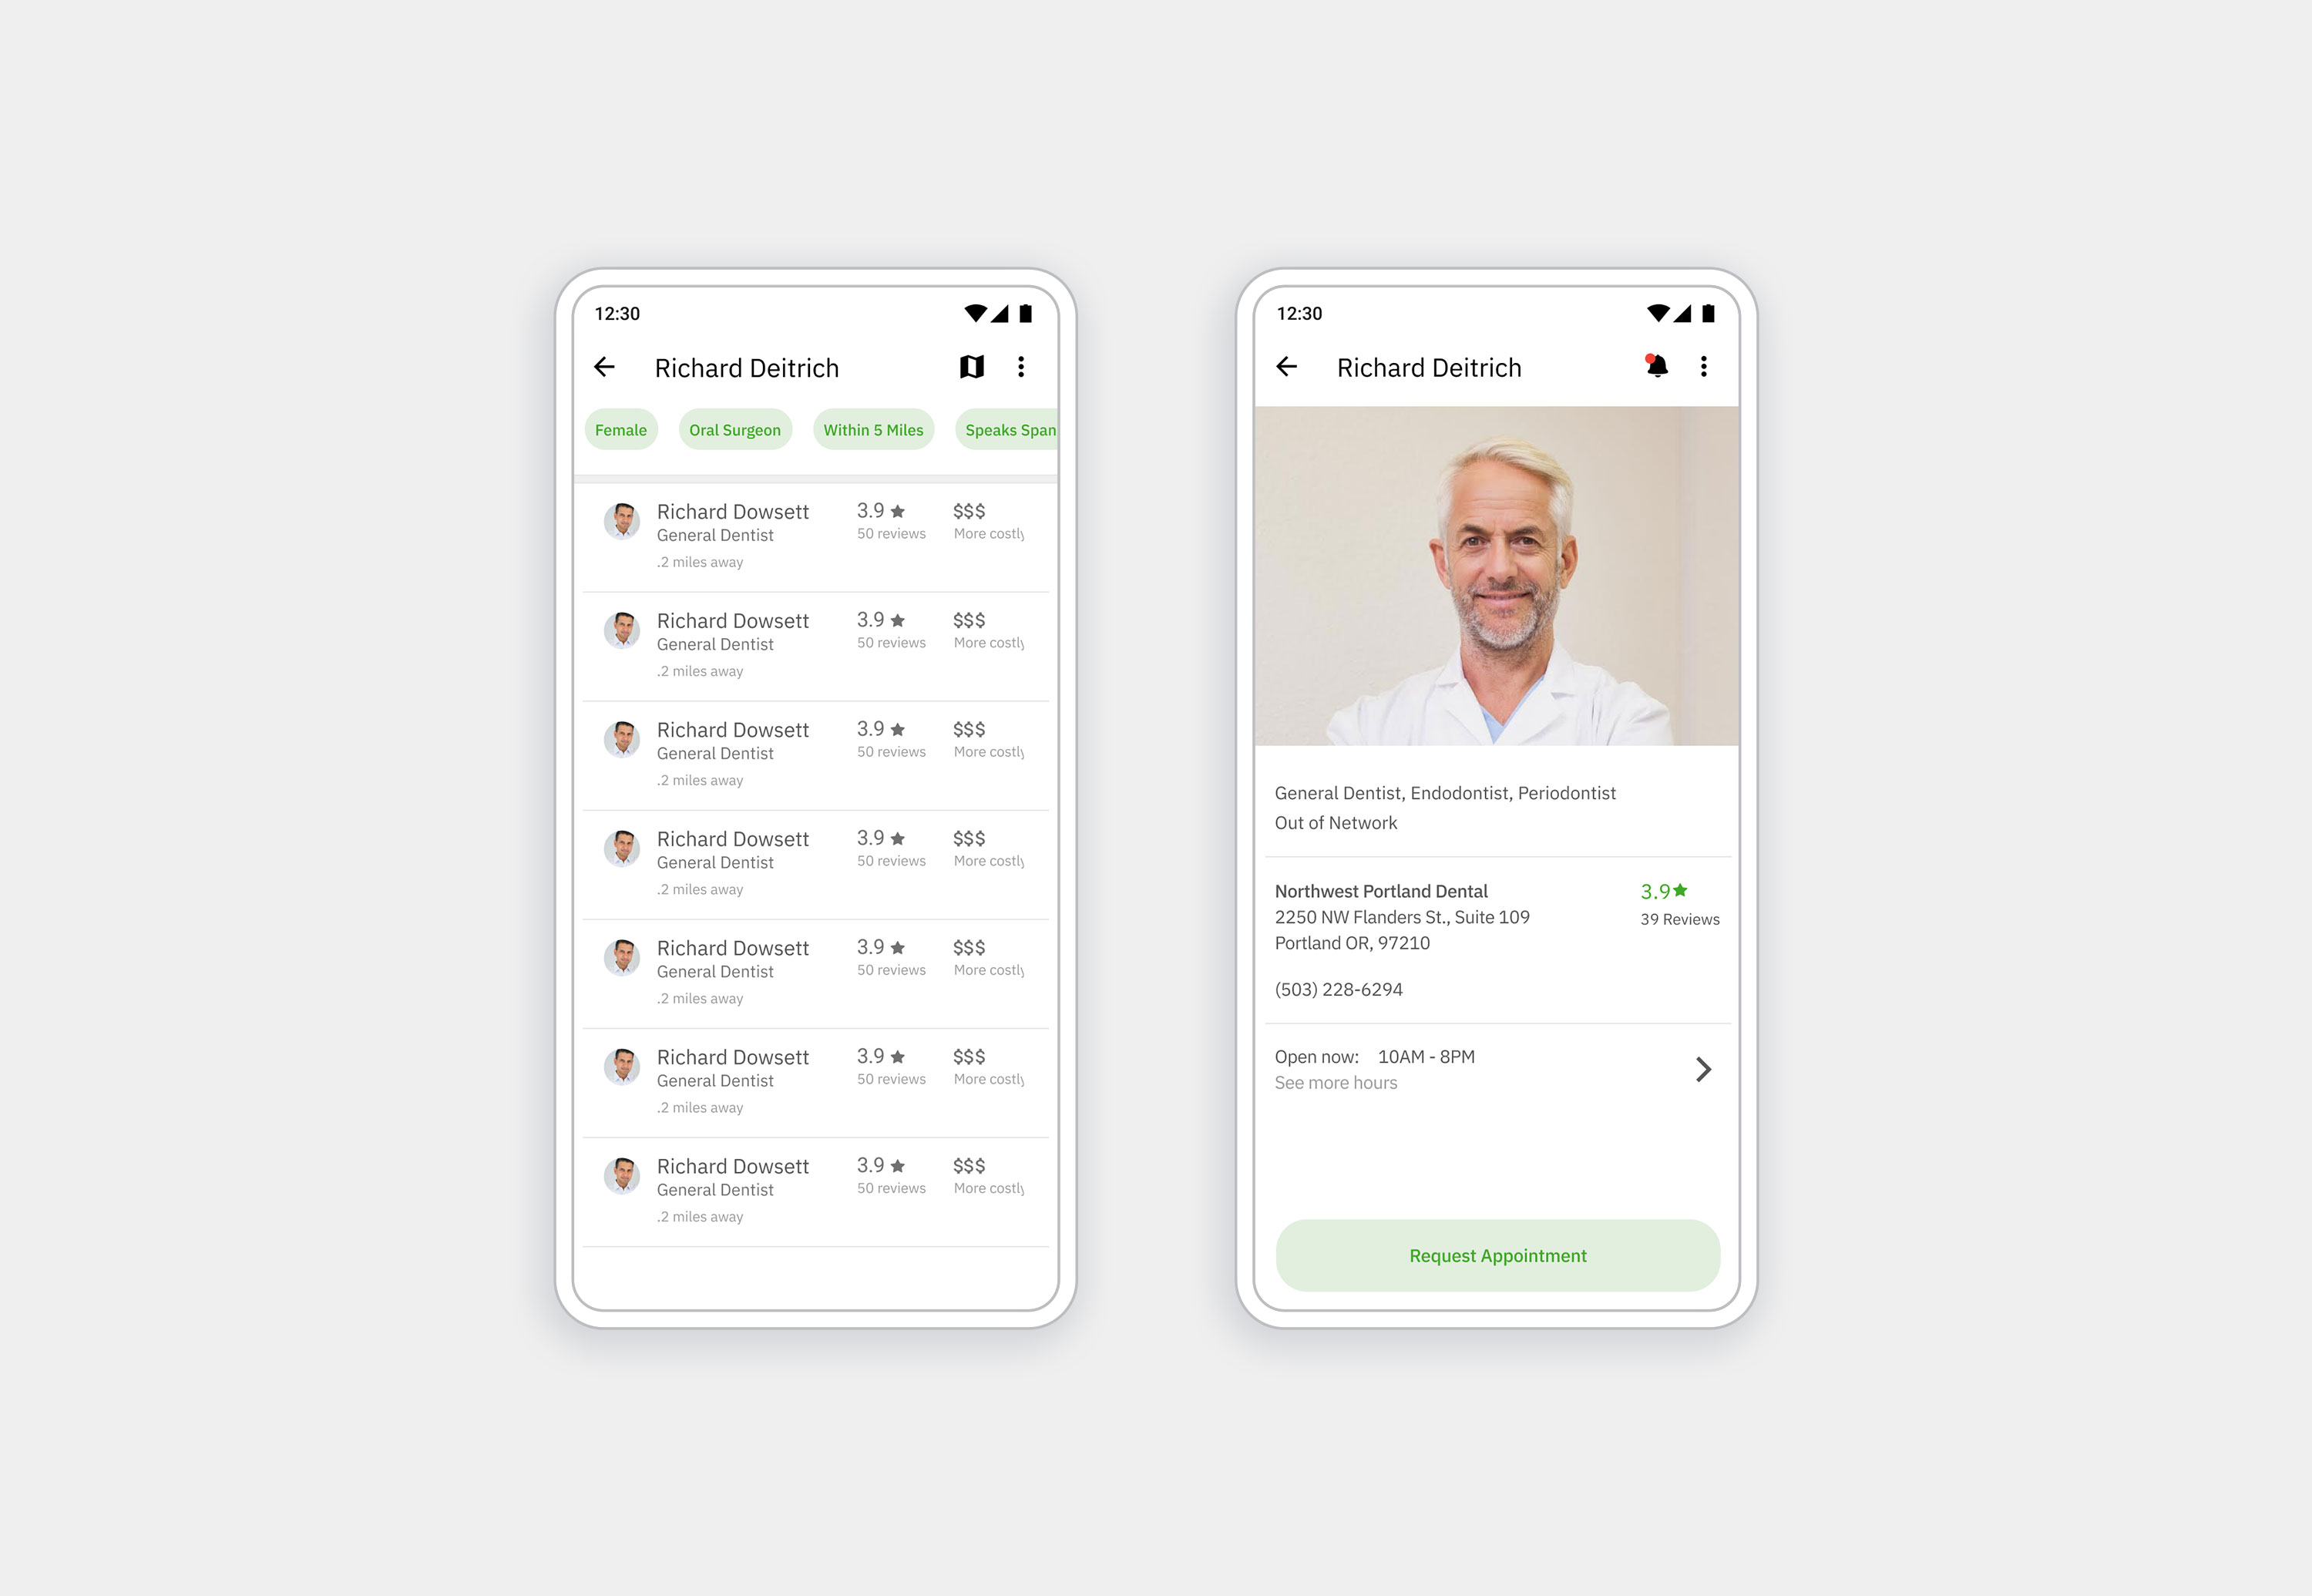 12:30
Richard Deitrich
Female
Oral Surgeon
Within 5 Miles
Speaks Span
Richard Dowsett
3.9
$$$
General Dentist
50 reviews
More costly
.2 miles away
Richard Dowsett
3.9
$$$
General Dentist
50 reviews
More costly
.2 miles away
Richard Dowsett
3.9
$$$
General Dentist
50 reviews
More costly
.2 miles away
Richard Dowsett
3.9
$$$
General Dentist
50 reviews
More costly
.2 miles away
Richard Dowsett
3.9
$$$
General Dentist
50 reviews
More costly
.2 miles away
Richard Dowsett
3.9
$$$
General Dentist
50 reviews
More costly
.2 miles away
Richard Dowsett
3.9
$$$
General Dentist
50 reviews
More costly
.2 miles away
12:30
Richard Deitrich
General Dentist, Endodontist, Periodontist
Out of Network
Northwest Portland Dental
3.9
2250 NW Flanders St., Suite 109
39 Reviews
Portland OR, 97210
(503) 228-6294
Open now: 10AM - 8PM
See more hours
Request Appointment